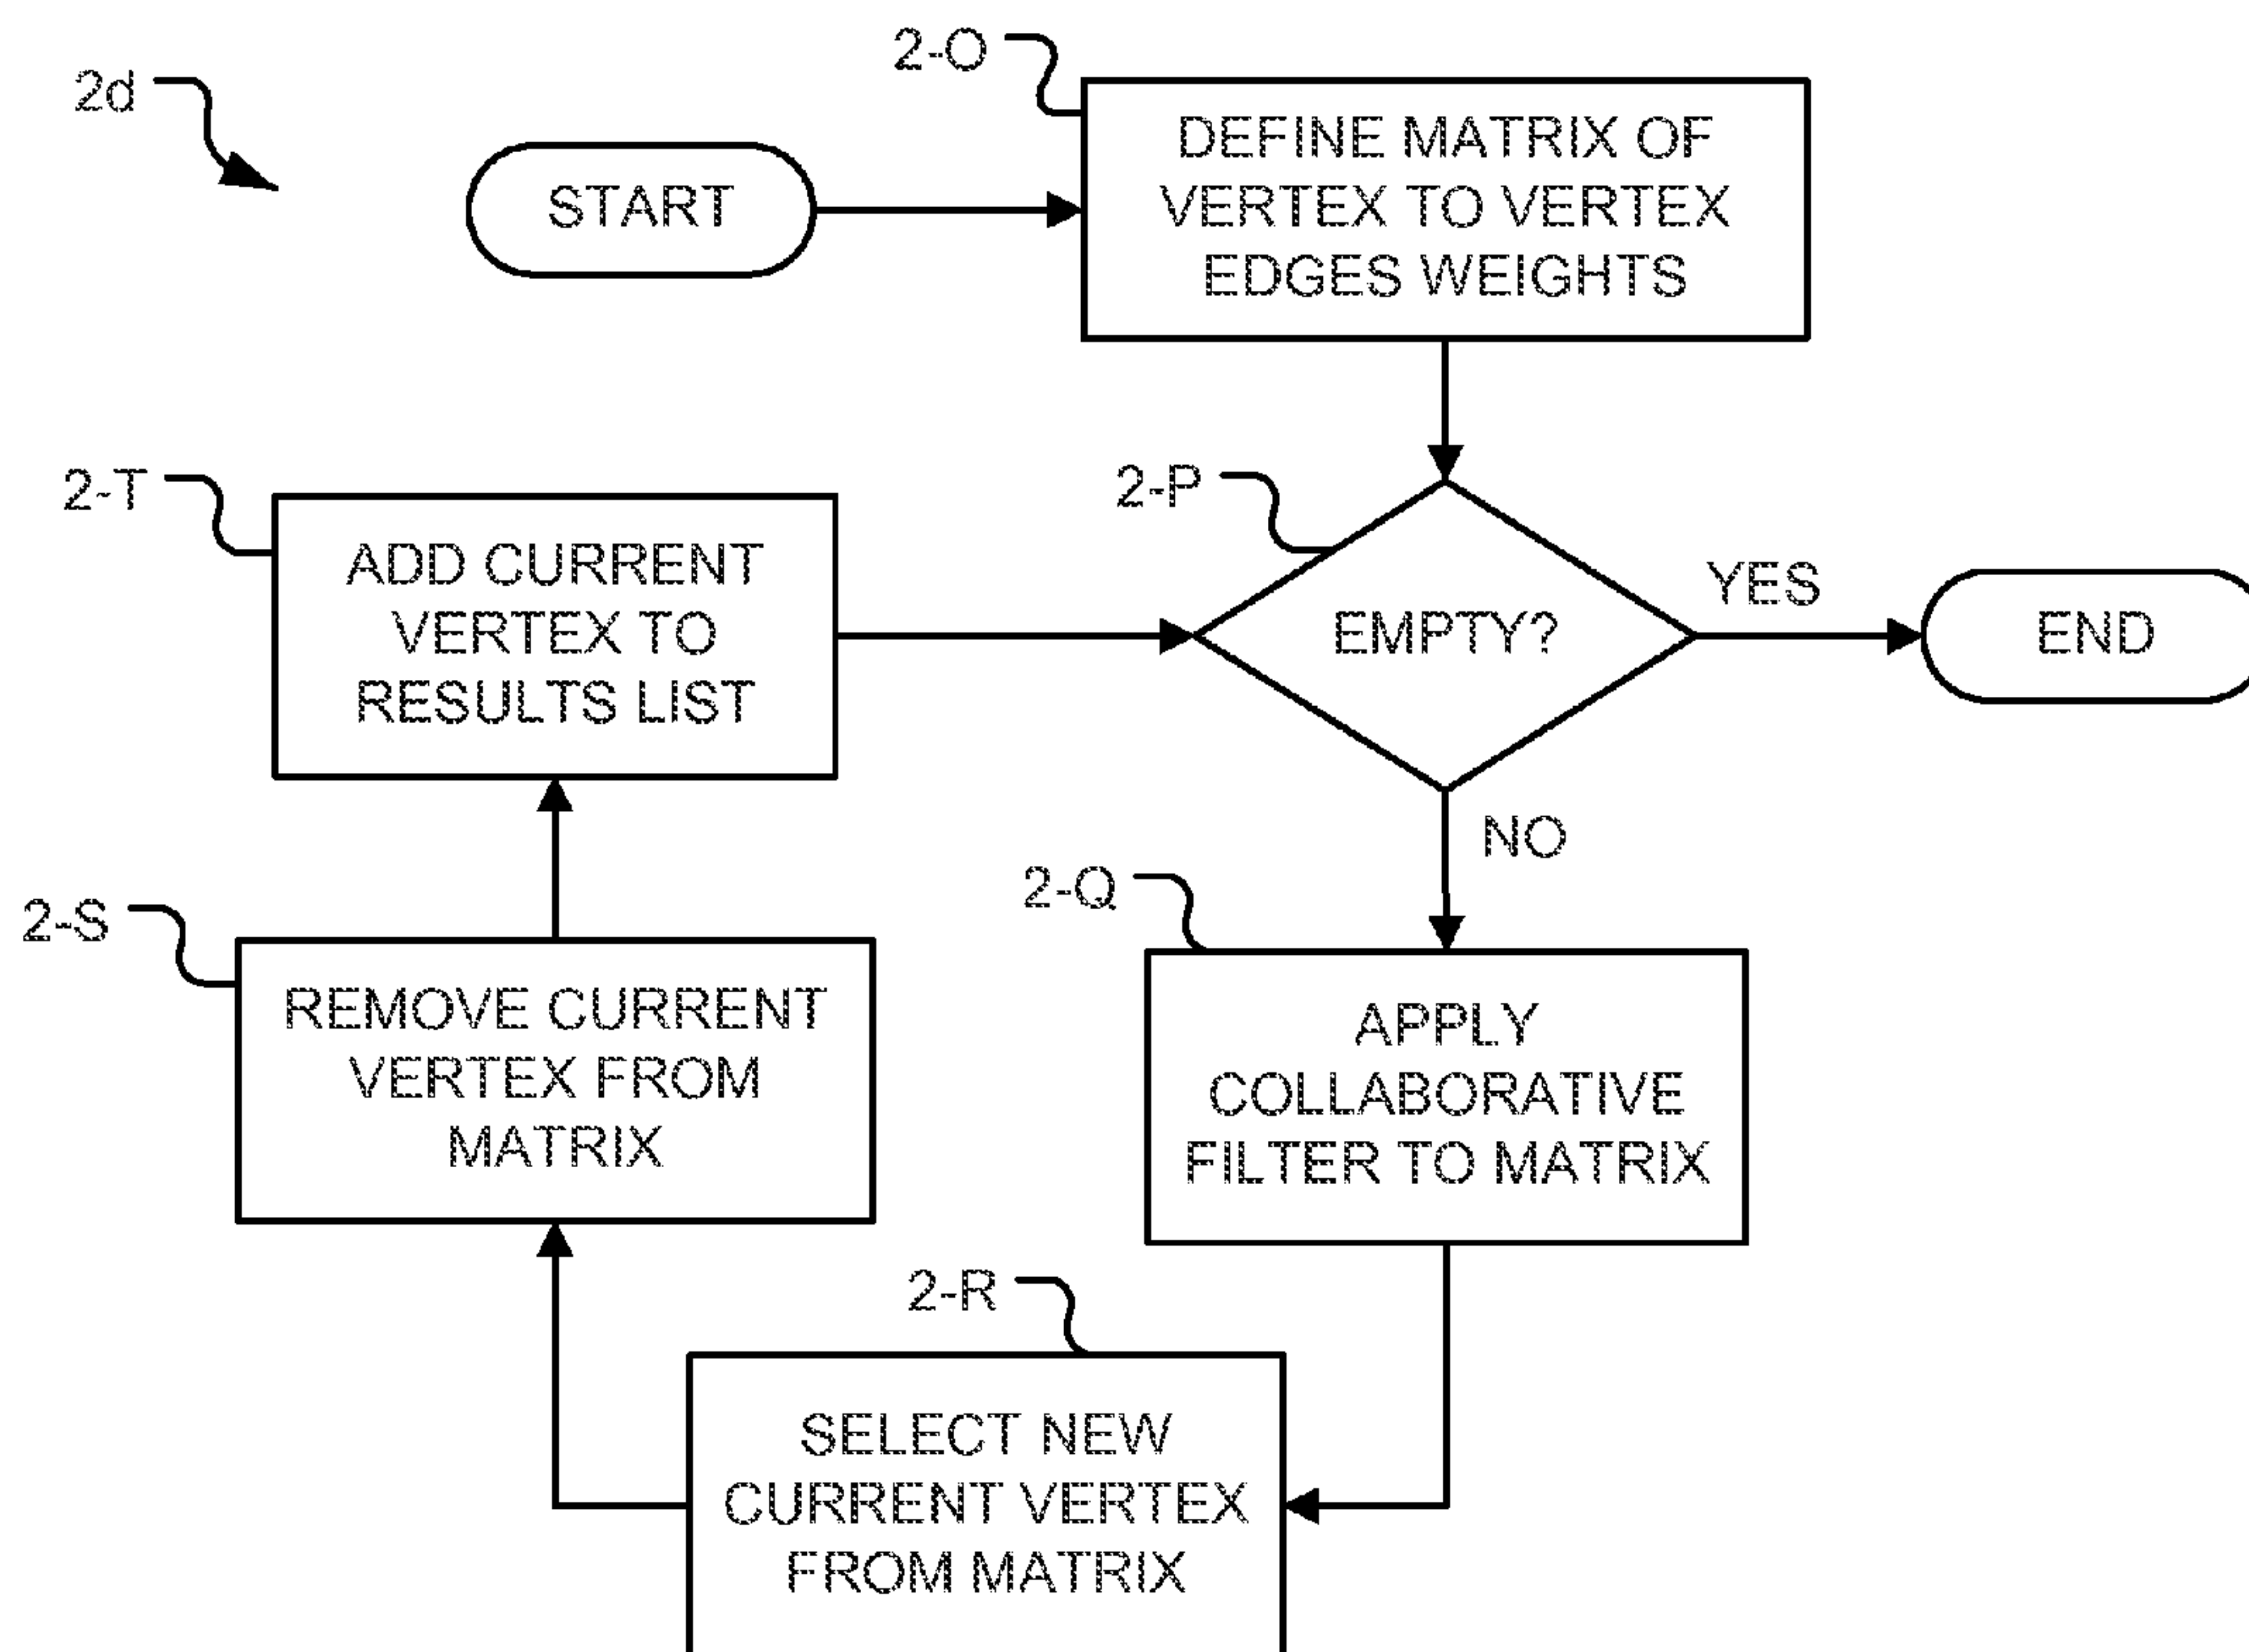 2d
START
2-O
DEFINE MATRIX OF
VERTEX TO VERTEX
EDGES WEIGHTS
2-P
EMPTY?
YES
END
NO
2-Q
APPLY
COLLABORATIVE
FILTER TO MATRIX
2-R
SELECT NEW
CURRENT VERTEX
FROM MATRIX
2-S
REMOVE CURRENT
VERTEX FROM
MATRIX
2-T
ADD CURRENT
VERTEX TO
RESULTS LIST